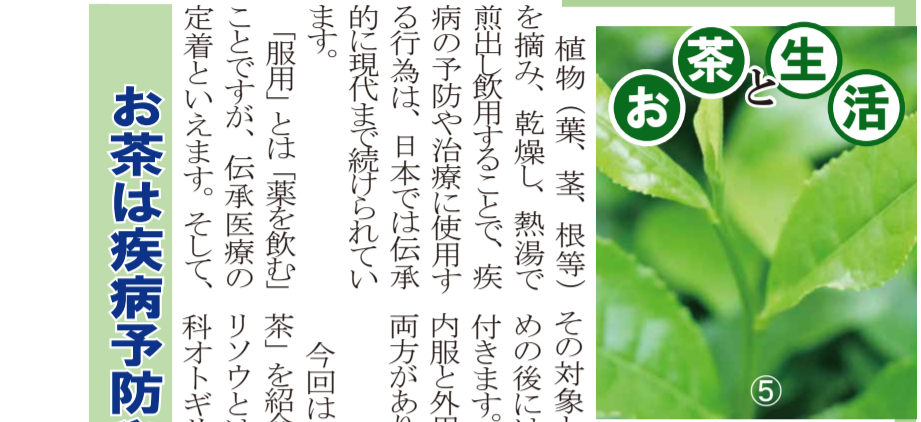 お茶と生活
⑤
お茶は疾病予防
植物（葉、茎、根等）
を摘み、乾燥し、熱湯で
煎出し飲用することで、疾
病の予防や治療に使用す
る行為は、日本では伝承
的に現代まで続けられてい
ます。
「服用」とは「薬を飲む」
ことですが、伝承医療の
定着といえます。そして、
その対象
めの後には
付きます。
内服と外用
両方があり
今回は
茶」を紹介
リソウとは
科オトギリ